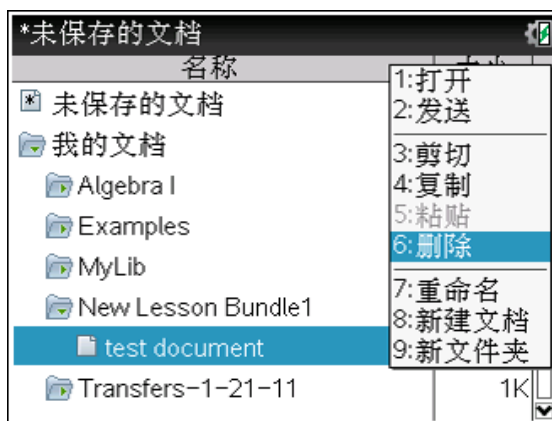 *未保存的文档
名称
未保存的文档
我的文档
Algebra I
Examples
MyLib
New Lesson Bundle1
test document
Transfers-1-21-11
1K
1:打开
2:发送
3:剪切
4:复制
5:粘贴
6:删除
7:重命名
8:新建文档
9:新文件夹